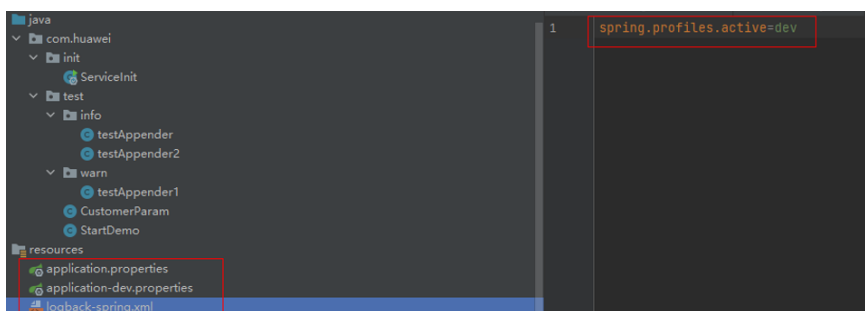 java
com.huawei
init
ServiceInit
test
info
testAppender
testAppender2
warn
testAppender1
CustomerParam
StartDemo
resources
application.properties
application-dev.properties
logback-spring.xml
1 spring.profiles.active=dev